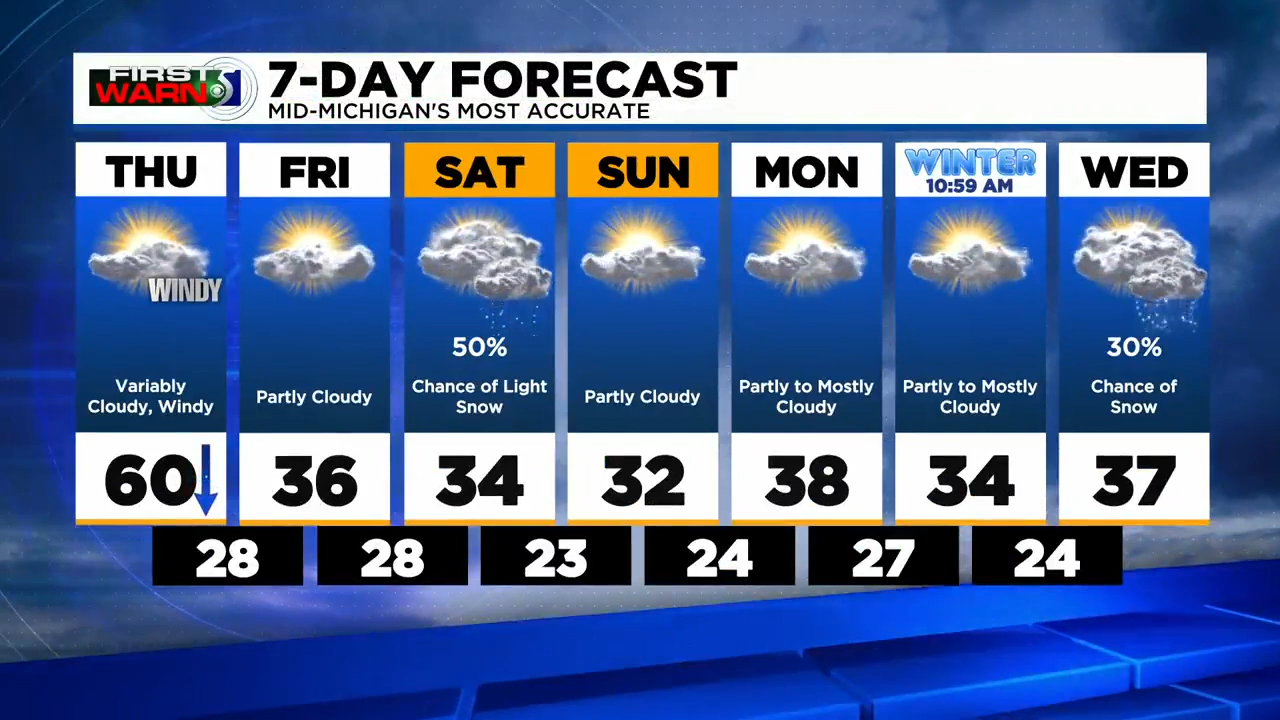 FIRST
WARN 5
7-DAY FORECAST
MID-MICHIGAN'S MOST ACCURATE
THU
FRI
SAT
SUN
MON
WINTER
10:59 AM
WED
WINDY
50%
30%
Variably
Cloudy, Windy
Partly Cloudy
Chance of Light
Snow
Partly Cloudy
Partly to Mostly
Cloudy
Partly to Mostly
Cloudy
Chance of
Snow
60
36
34
32
38
34
37
28
28
23
24
27
24